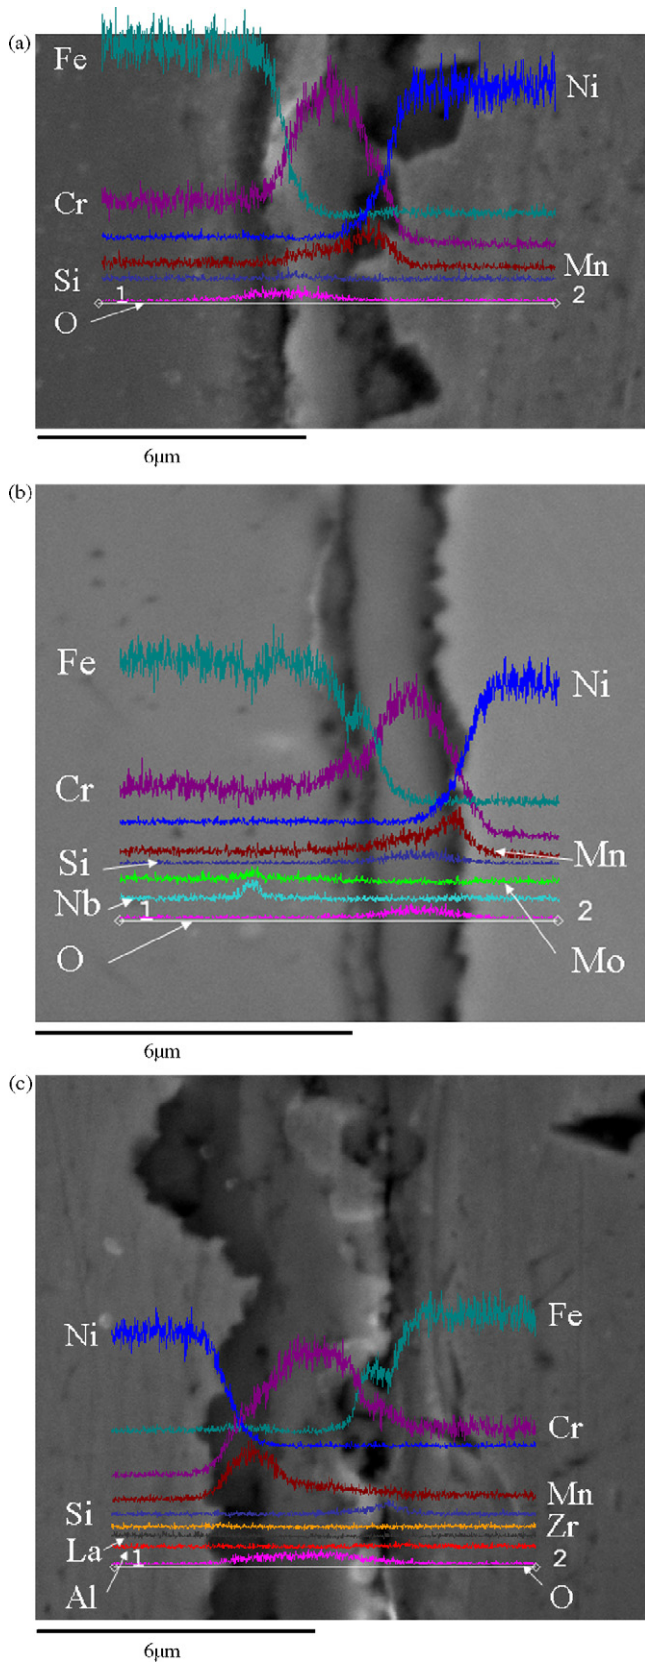 (a)
Fe
Ni
Cr
Si
Mn
1
2
O
6μm
(b)
Fe
Ni
Cr
Si
Mn
Nb
1
2
O
Mo
6μm
(c)
Ni
Fe
Cr
Si
Mn
Zr
La
1
2
Al
O
6μm